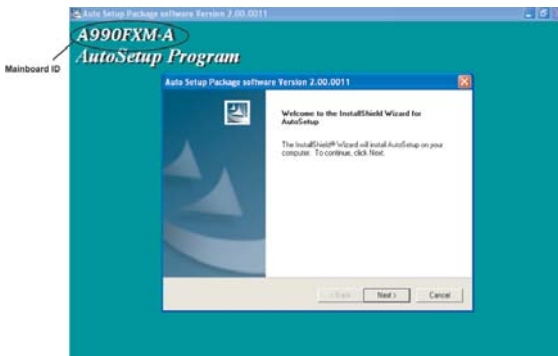 Auto Setup Package software Version 2.00.0011
A990FXM-A
AutoSetup Program
Mainboard ID
Auto Setup Package software Version 2.00.0011
Welcome to the InstallShield Wizard for
AutoSetup
The InstallShield® Wizard will install AutoSetup on your
computer. To continue, click Next.
< Back
Next >
Cancel